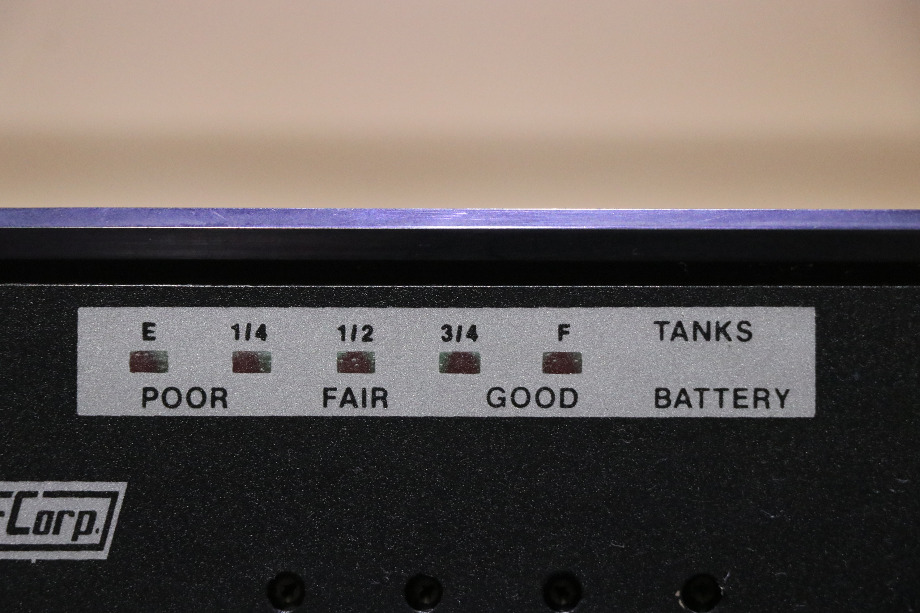 E 1/4 1/2 3/4 F TANKS
POOR FAIR GOOD BATTERY
Corp.